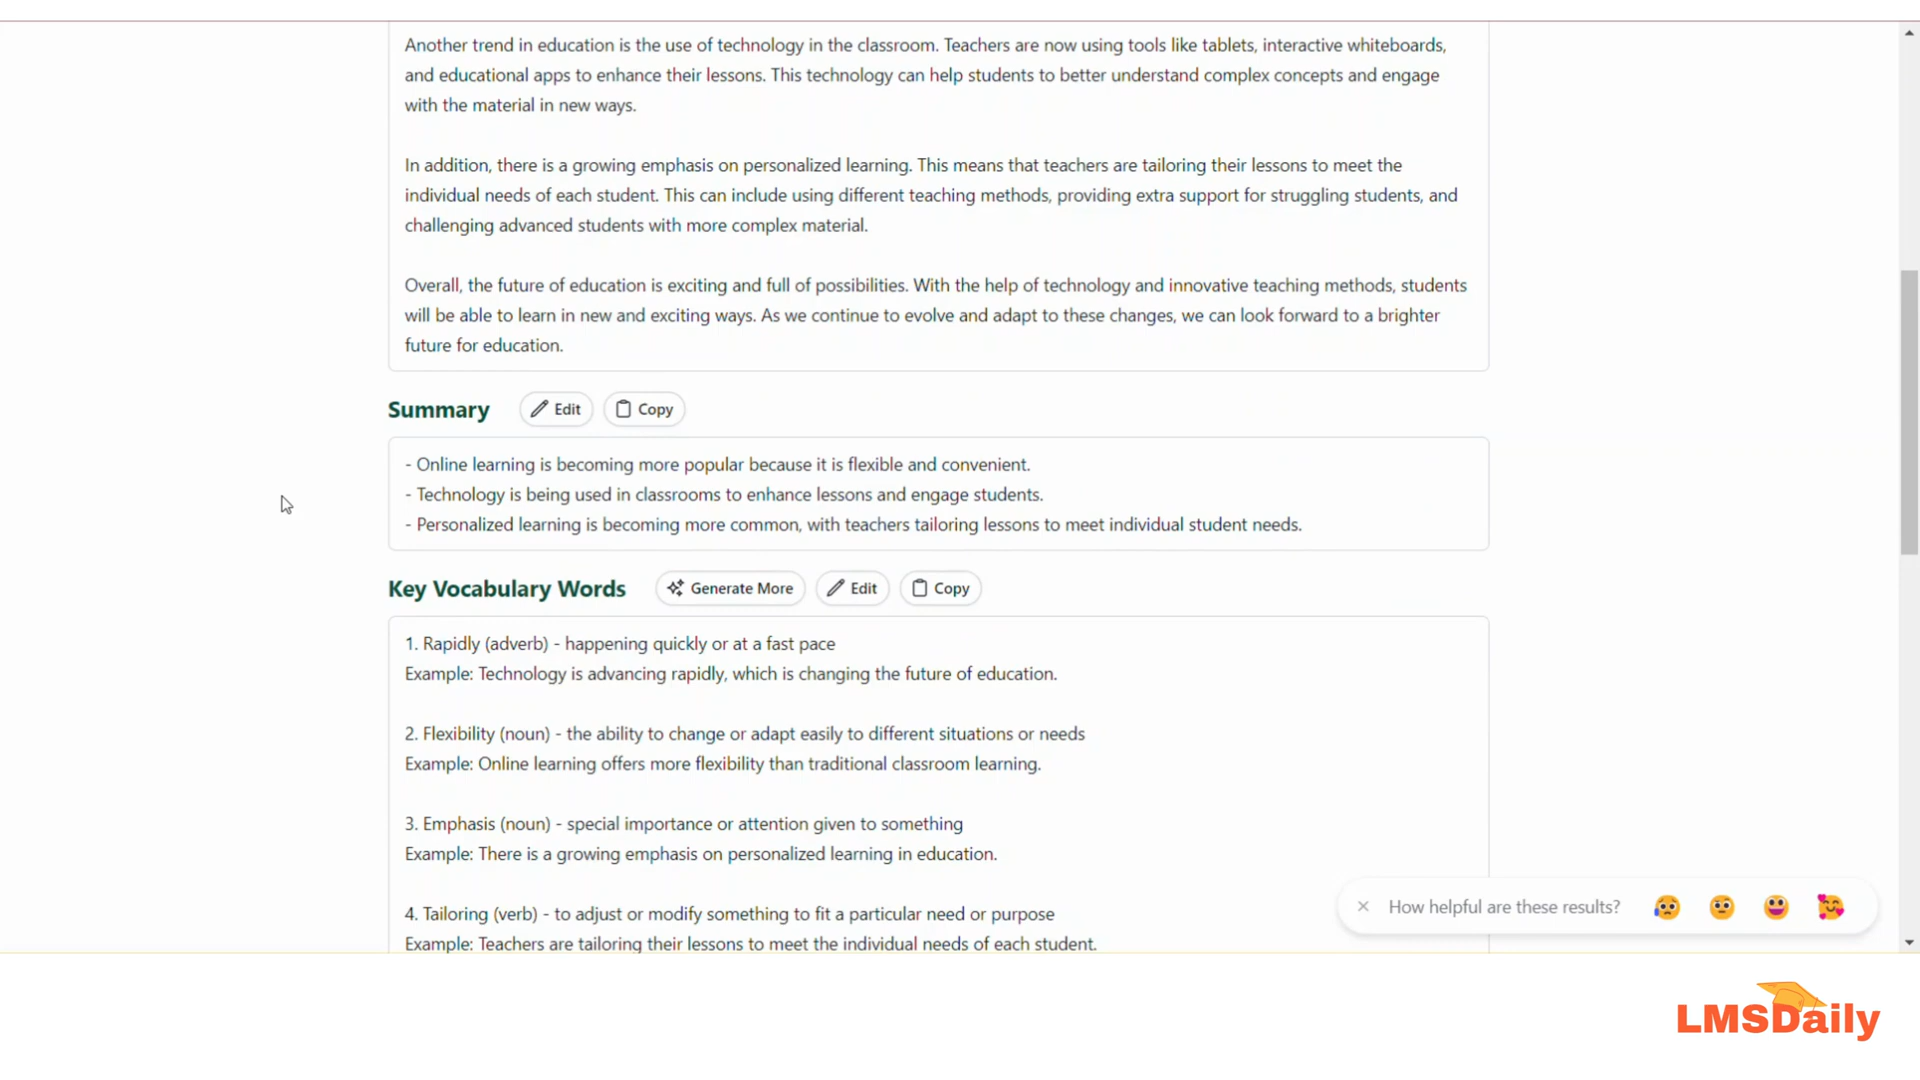 Another trend in education is the use of technology in the classroom. Teachers are now using tools like tablets, interactive whiteboards,
and educational apps to enhance their lessons. This technology can help students to better understand complex concepts and engage
with the material in new ways.
In addition, there is a growing emphasis on personalized learning. This means that teachers are tailoring their lessons to meet the
individual needs of each student. This can include using different teaching methods, providing extra support for struggling students, and
challenging advanced students with more complex material.
Overall, the future of education is exciting and full of possibilities. With the help of technology and innovative teaching methods, students
will be able to learn in new and exciting ways. As we continue to evolve and adapt to these changes, we can look forward to a brighter
future for education.
Summary Edit Copy
- Online learning is becoming more popular because it is flexible and convenient.
- Technology is being used in classrooms to enhance lessons and engage students.
- Personalized learning is becoming more common, with teachers tailoring lessons to meet individual student needs.
Key Vocabulary Words Generate More Edit Copy
1. Rapidly (adverb) - happening quickly or at a fast pace
Example: Technology is advancing rapidly, which is changing the future of education.
2. Flexibility (noun) - the ability to change or adapt easily to different situations or needs
Example: Online learning offers more flexibility than traditional classroom learning.
3. Emphasis (noun) - special importance or attention given to something
Example: There is a growing emphasis on personalized learning in education.
4. Tailoring (verb) - to adjust or modify something to fit a particular need or purpose
Example: Teachers are tailoring their lessons to meet the individual needs of each student.
How helpful are these results?
LMSDaily